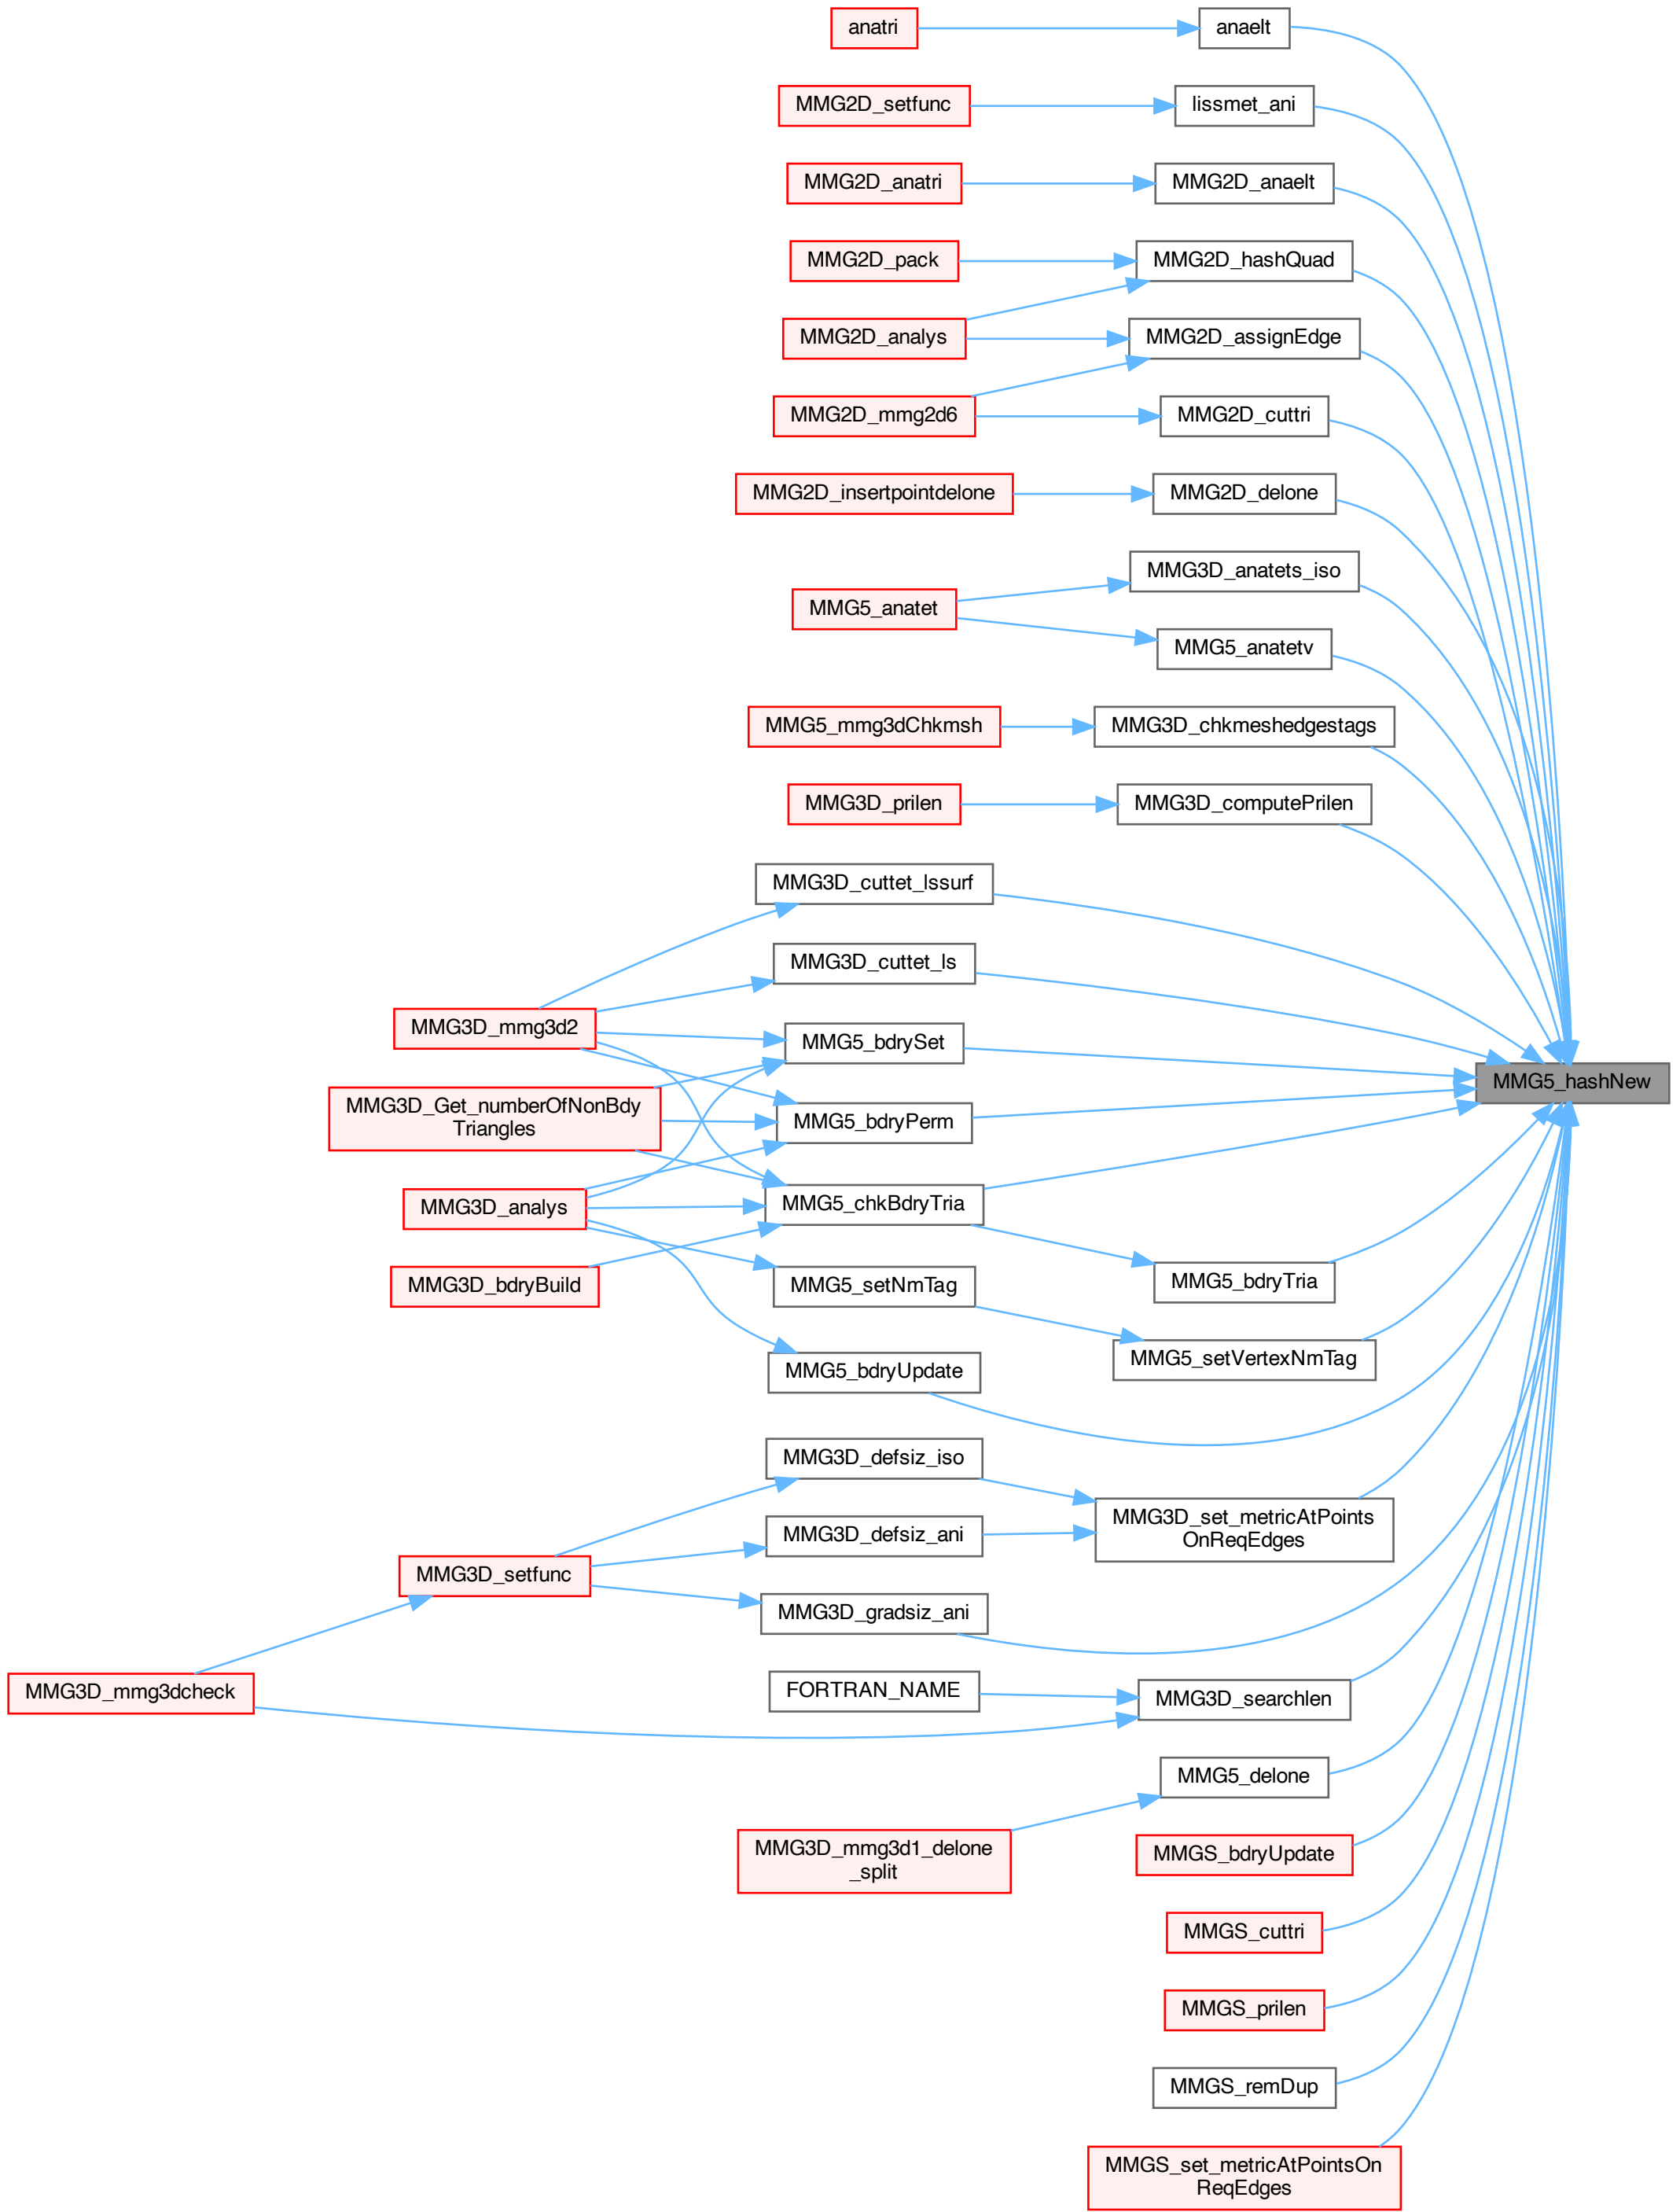 anatri
anaelt
MMG2D_setfunc
lissmet_ani
MMG2D_anatri
MMG2D_anaelt
MMG2D_pack
MMG2D_hashQuad
MMG2D_analys
MMG2D_assignEdge
MMG2D_mmg2d6
MMG2D_cuttri
MMG2D_insertpointdelone
MMG2D_delone
MMG3D_anatets_iso
MMG5_anatet
MMG5_anatetv
MMG5_mmg3dChkmsh
MMG3D_chkmeshedgestags
MMG3D_prilen
MMG3D_computePrilen
MMG3D_cuttet_lssurf
MMG3D_cuttet_ls
MMG3D_mmg3d2
MMG5_bdrySet
MMG5_hashNew
MMG3D_Get_numberOfNonBdy
Triangles
MMG5_bdryPerm
MMG3D_analys
MMG5_chkBdryTria
MMG3D_bdryBuild
MMG5_setNmTag
MMG5_bdryTria
MMG5_setVertexNmTag
MMG5_bdryUpdate
MMG3D_defsiz_iso
MMG3D_set_metricAtPoints
OnReqEdges
MMG3D_defsiz_ani
MMG3D_setfunc
MMG3D_gradsiz_ani
MMG3D_mmg3dcheck
FORTRAN_NAME
MMG3D_searchlen
MMG5_delone
MMG3D_mmg3d1_delone
_split
MMGS_bdryUpdate
MMGS_cuttri
MMGS_prilen
MMGS_remDup
MMGS_set_metricAtPointsOn
ReqEdges